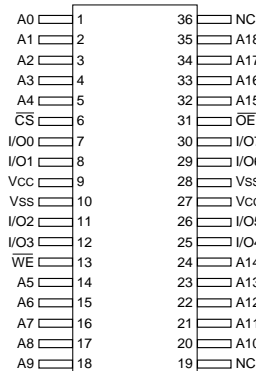 A0 1 36 NC
A1 2 35 A18
A2 3 34 A17
A3 4 33 A16
A4 5 32 A15
C̅S̅ 6 31 O̅E̅
I/O0 7 30 I/O7
I/O1 8 29 I/O6
VCC 9 28 VSS
VSS 10 27 VCC
I/O2 11 26 I/O5
I/O3 12 25 I/O4
W̅E̅ 13 24 A14
A5 14 23 A13
A6 15 22 A12
A7 16 21 A11
A8 17 20 A10
A9 18 19 NC